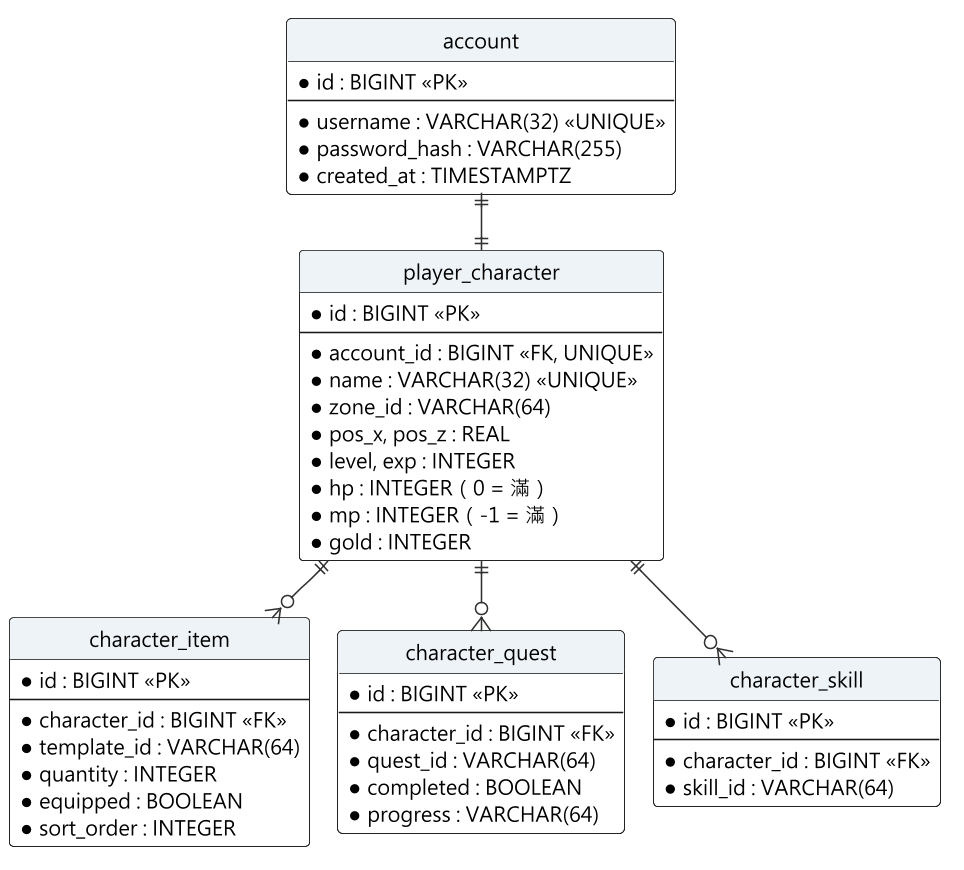 account
id : BIGINT «PK»
username : VARCHAR(32) «UNIQUE»
password_hash : VARCHAR(255)
created_at : TIMESTAMPTZ
player_character
id : BIGINT «PK»
account_id : BIGINT «FK, UNIQUE»
name : VARCHAR(32) «UNIQUE»
zone_id : VARCHAR(64)
pos_x, pos_z : REAL
level, exp : INTEGER
hp : INTEGER ( 0 = 滿 )
mp : INTEGER ( -1 = 滿 )
gold : INTEGER
character_item
id : BIGINT «PK»
character_id : BIGINT «FK»
template_id : VARCHAR(64)
quantity : INTEGER
equipped : BOOLEAN
sort_order : INTEGER
character_quest
id : BIGINT «PK»
character_id : BIGINT «FK»
quest_id : VARCHAR(64)
completed : BOOLEAN
progress : VARCHAR(64)
character_skill
id : BIGINT «PK»
character_id : BIGINT «FK»
skill_id : VARCHAR(64)